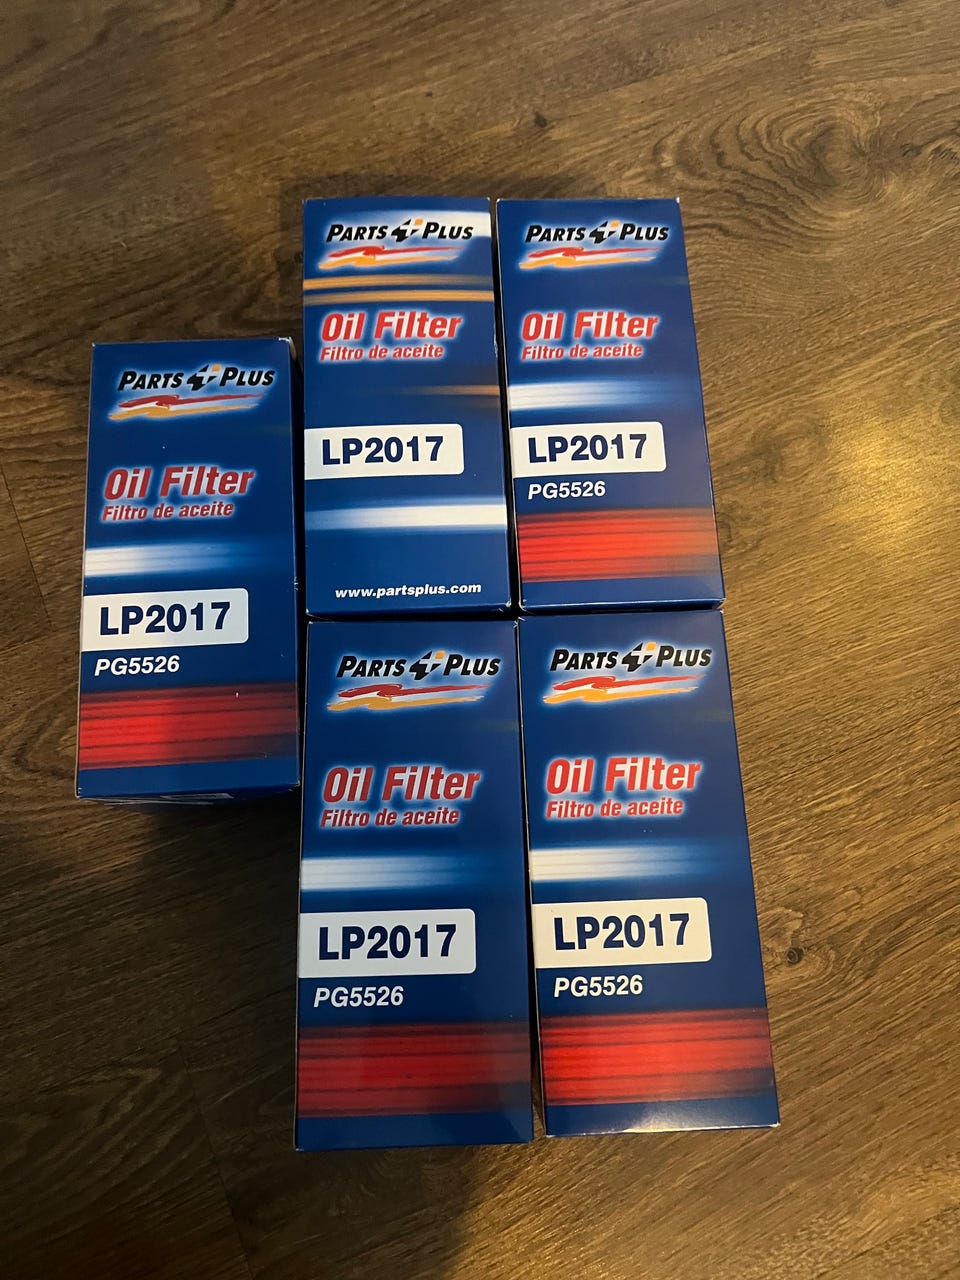 PARTS PLUS
Oil Filter
Filtro de aceite
LP2017
PG5526
PARTS PLUS
Oil Filter
Filtro de aceite
LP2017
www.partsplus.com
PARTS PLUS
Oil Filter
Filtro de aceite
LP2017
PG5526
PARTS PLUS
Oil Filter
Filtro de aceite
LP2017
PG5526
PARTS PLUS
Oil Filter
Filtro de aceite
LP2017
PG5526